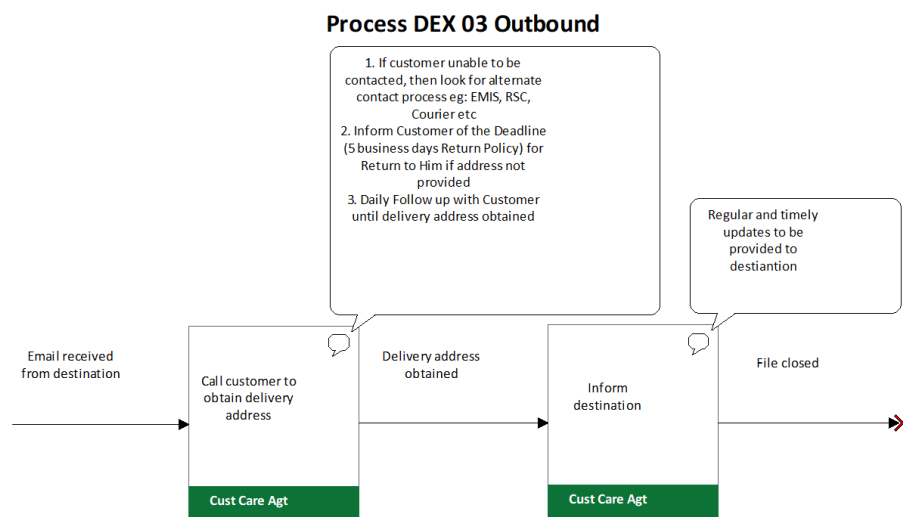 Process DEX 03 Outbound
1. If customer unable to be
contacted, then look for alternate
contact process eg: EMIS, RSC,
Courier etc
2. Inform Customer of the Deadline
(5 business days Return Policy) for
Return to Him if address not
provided
3. Daily Follow up with Customer
until delivery address obtained
Regular and timely
updates to be
provided to
destiantion
Email received
from destination
Call customer to
obtain delivery
address
Cust Care Agt
Delivery address
obtained
Inform
destination
Cust Care Agt
File closed